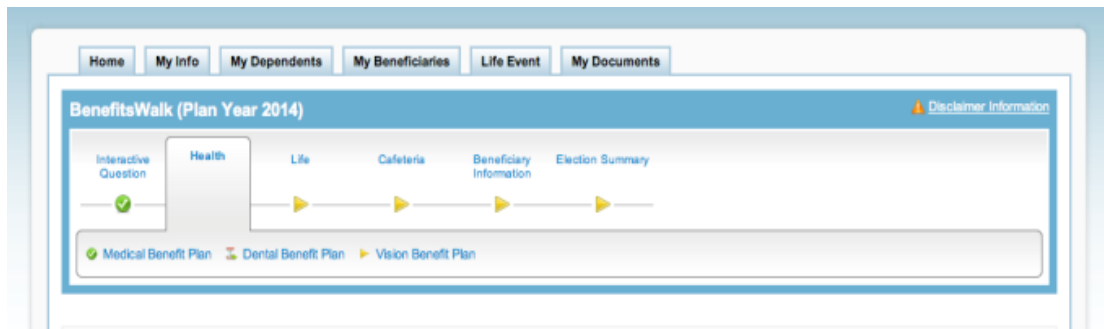 Home My Info My Dependents My Beneficiaries Life Event My Documents
BenefitsWalk (Plan Year 2014) Disclaimer Information
Interactive Question Health Life Cafeteria Beneficiary Information Election Summary
Medical Benefit Plan Dental Benefit Plan Vision Benefit Plan